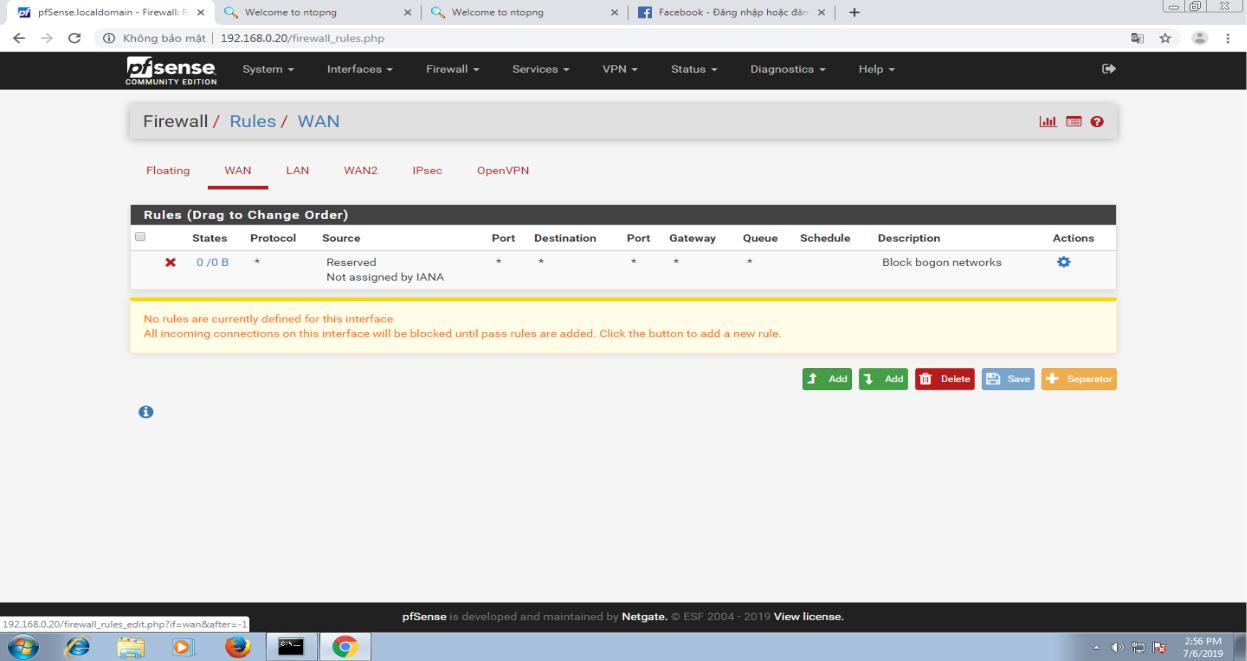 pfSense.localdomain - Firewall: R
Welcome to ntopng
Welcome to ntopng
Facebook - Đăng nhập hoặc đăn
Không bảo mật | 192.168.0.20/firewall_rules.php
pfsense
COMMUNITY EDITION
System
Interfaces
Firewall
Services
VPN
Status
Diagnostics
Help
Firewall / Rules / WAN
Floating
WAN
LAN
WAN2
IPsec
OpenVPN
Rules (Drag to Change Order)
States Protocol Source Port Destination Port Gateway Queue Schedule Description Actions
0 /0 B * Reserved * * * * * Block bogon networks
Not assigned by IANA
No rules are currently defined for this interface
All incoming connections on this interface will be blocked until pass rules are added. Click the button to add a new rule.
Add
Add
Delete
Save
Separator
pfSense is developed and maintained by Netgate. © ESF 2004 - 2019 View license.
192.168.0.20/firewall_rules_edit.php?if=wan&after=-1
2:56 PM
7/6/2019